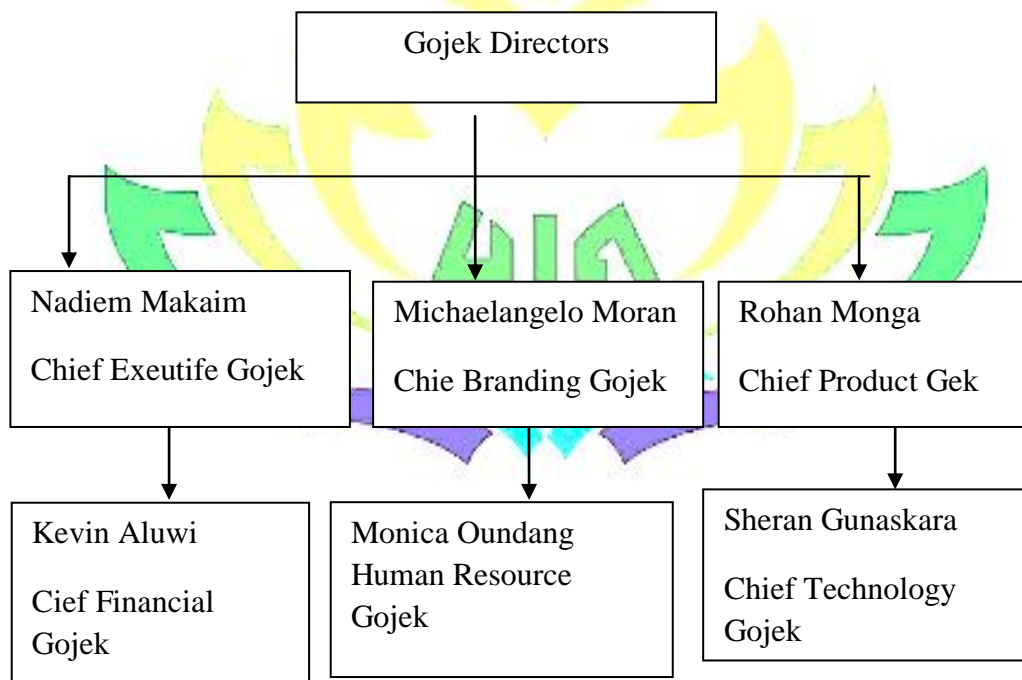 Gojek Directors
Nadiem Makaim
Chief Exeutife Gojek
Michaelangelo Moran
Chie Branding Gojek
Rohan Monga
Chief Product Gek
Kevin Aluwi
Cief Financial
Gojek
Monica Oundang
Human Resource
Gojek
Sheran Gunaskara
Chief Technology
Gojek